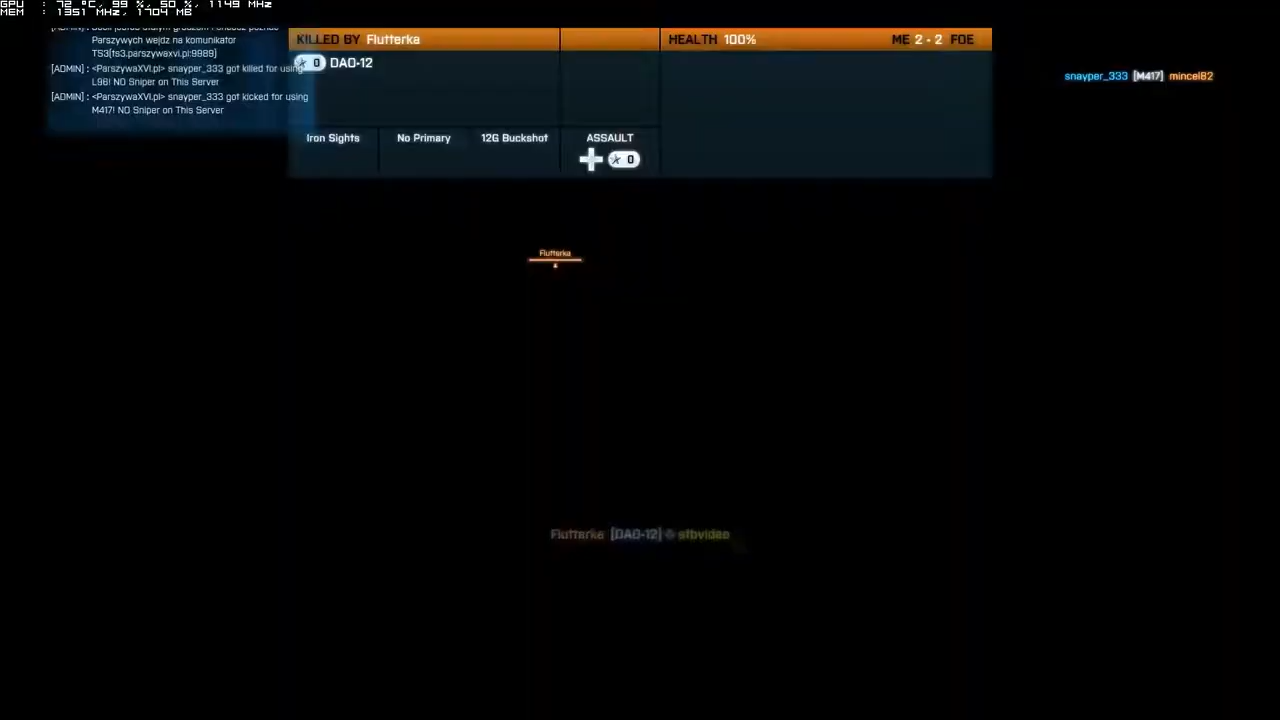 GPU : 72 ºC, 99 %, 50 %, 1149 MHz
MEM : 1351 MHz, 1704 MB
Parszywych wejdz na komunikator
TS3(ts3.parszywaxvi.pl:9989)
[ADMIN] : <ParszywaXVI.pl> snayper_333 got killed for using
L96! NO Sniper on This Server
[ADMIN] : <ParszywaXVI.pl> snayper_333 got kicked for using
M417! NO Sniper on This Server
KILLED BY Flutterka
HEALTH 100%
ME 2 - 2 FOE
0 DAO-12
Iron Sights
No Primary
12G Buckshot
ASSAULT
0
snayper_333 [M417] mincel82
Flutterka
Flutterka [DAO-12] stbvideo